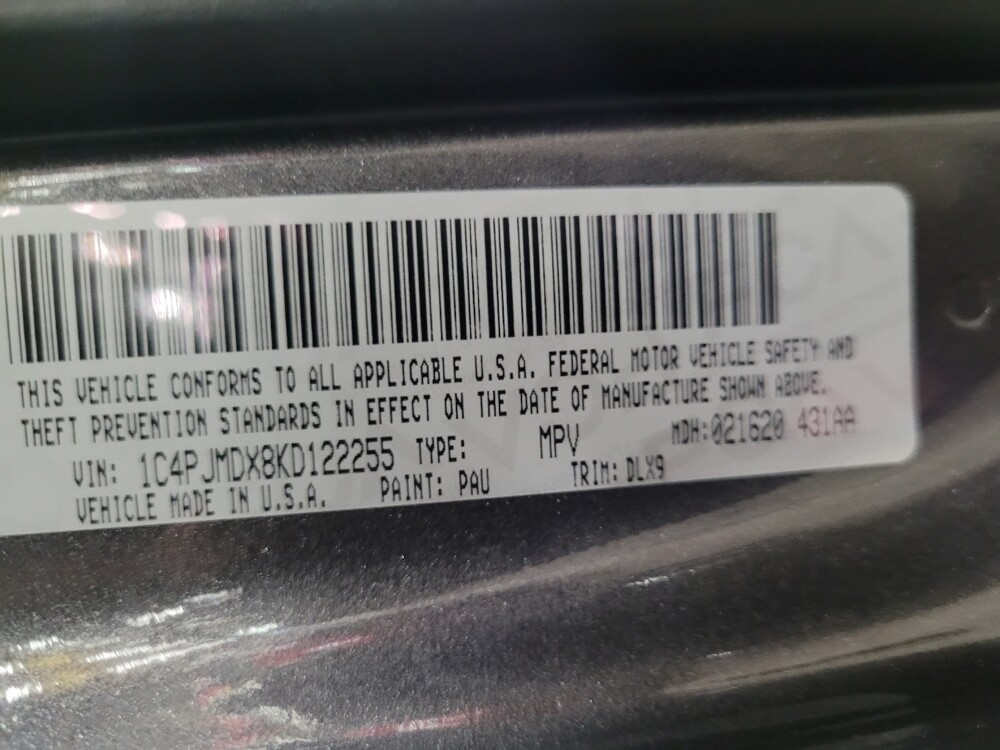 THIS VEHICLE CONFORMS TO ALL APPLICABLE U.S.A. FEDERAL MOTOR VEHICLE SAFETY AND
THEFT PREVENTION STANDARDS IN EFFECT ON THE DATE OF MANUFACTURE SHOWN ABOVE.
VIN: 1C4PJMDX8KD122255 TYPE: MPV MDH:021620 431AA
VEHICLE MADE IN U.S.A. PAINT: PAU TRIM: DLX9